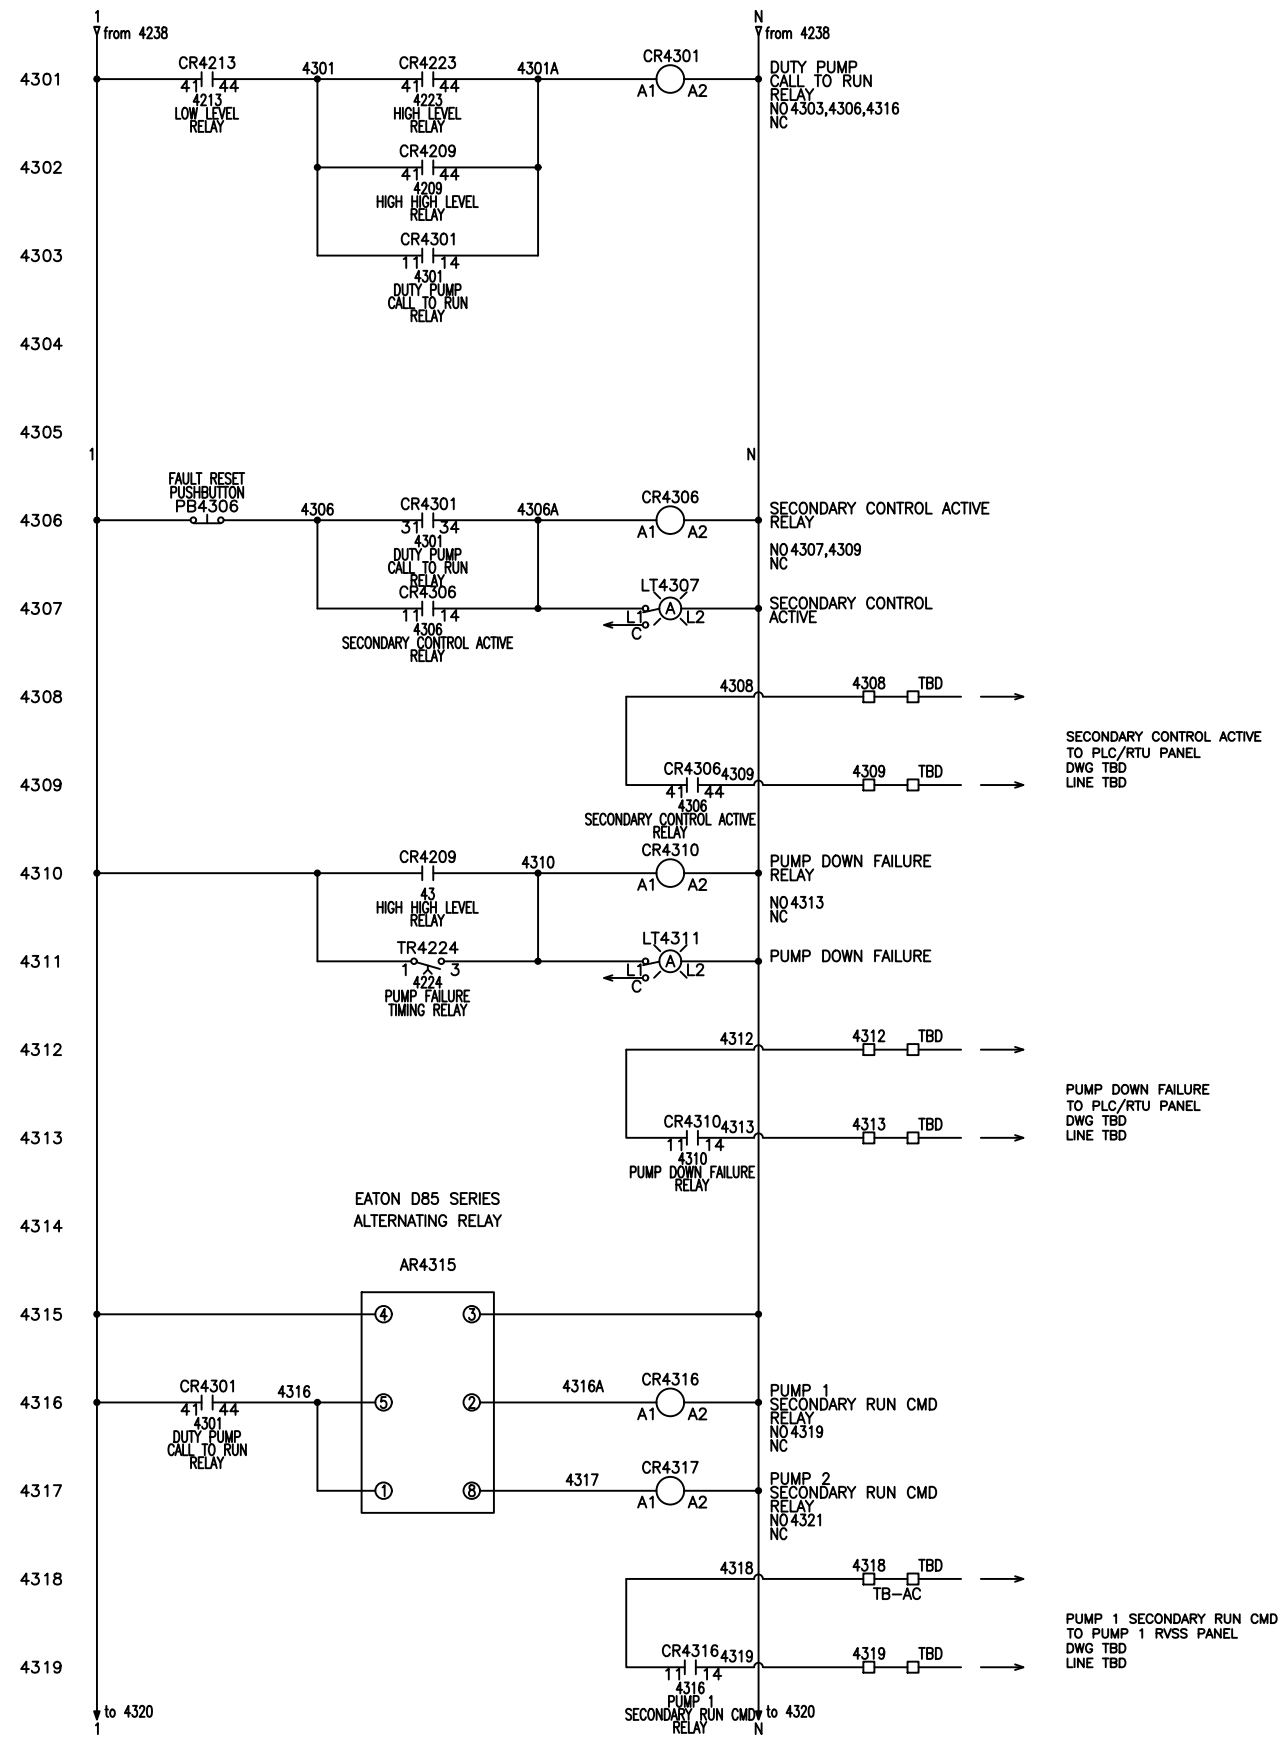 1
from 4238
N
from 4238
4301
CR4213
41 44
4213
LOW LEVEL
RELAY
4301
CR4223
41 44
4223
HIGH LEVEL
RELAY
4301A
CR4301
A1 A2
DUTY PUMP
CALL TO RUN
RELAY
NO 4303,4306,4316
NC
4302
CR4209
41 44
4209
HIGH HIGH LEVEL
RELAY
4303
CR4301
11 14
4301
DUTY PUMP
CALL TO RUN
RELAY
4304
4305
1
N
4306
FAULT RESET
PUSHBUTTON
PB4306
4306
CR4301
31 34
4301
DUTY PUMP
CALL TO RUN
RELAY
4306A
CR4306
A1 A2
SECONDARY CONTROL ACTIVE
RELAY
NO 4307,4309
NC
4307
CR4306
11 14
4306
SECONDARY CONTROL ACTIVE
RELAY
LT4307
A
L1 L2
C
SECONDARY CONTROL
ACTIVE
4308
4308
4308 TBD
SECONDARY CONTROL ACTIVE
TO PLC/RTU PANEL
DWG TBD
LINE TBD
4309
CR4306
41 44
4306
SECONDARY CONTROL ACTIVE
RELAY
4309
4309 TBD
4310
CR4209
43
HIGH HIGH LEVEL
RELAY
4310
CR4310
A1 A2
PUMP DOWN FAILURE
RELAY
NO 4313
NC
4311
TR4224
1 3
4224
PUMP FAILURE
TIMING RELAY
LT4311
A
L1 L2
C
PUMP DOWN FAILURE
4312
4312
4312 TBD
PUMP DOWN FAILURE
TO PLC/RTU PANEL
DWG TBD
LINE TBD
4313
CR4310
11 14
4310
PUMP DOWN FAILURE
RELAY
4313
4313 TBD
4314
EATON D85 SERIES
ALTERNATING RELAY
AR4315
4315
4 3
4316
CR4301
41 44
4301
DUTY PUMP
CALL TO RUN
RELAY
4316
5 2
4316A
CR4316
A1 A2
PUMP 1
SECONDARY RUN CMD
RELAY
NO 4319
NC
4317
1 8
4317
CR4317
A1 A2
PUMP 2
SECONDARY RUN CMD
RELAY
NO 4321
NC
4318
4318
4318 TBD
TB-AC
PUMP 1 SECONDARY RUN CMD
TO PUMP 1 RVSS PANEL
DWG TBD
LINE TBD
4319
CR4316
11 14
4316
PUMP 1
SECONDARY RUN CMD
RELAY
4319
4319 TBD
to 4320
1
to 4320
N